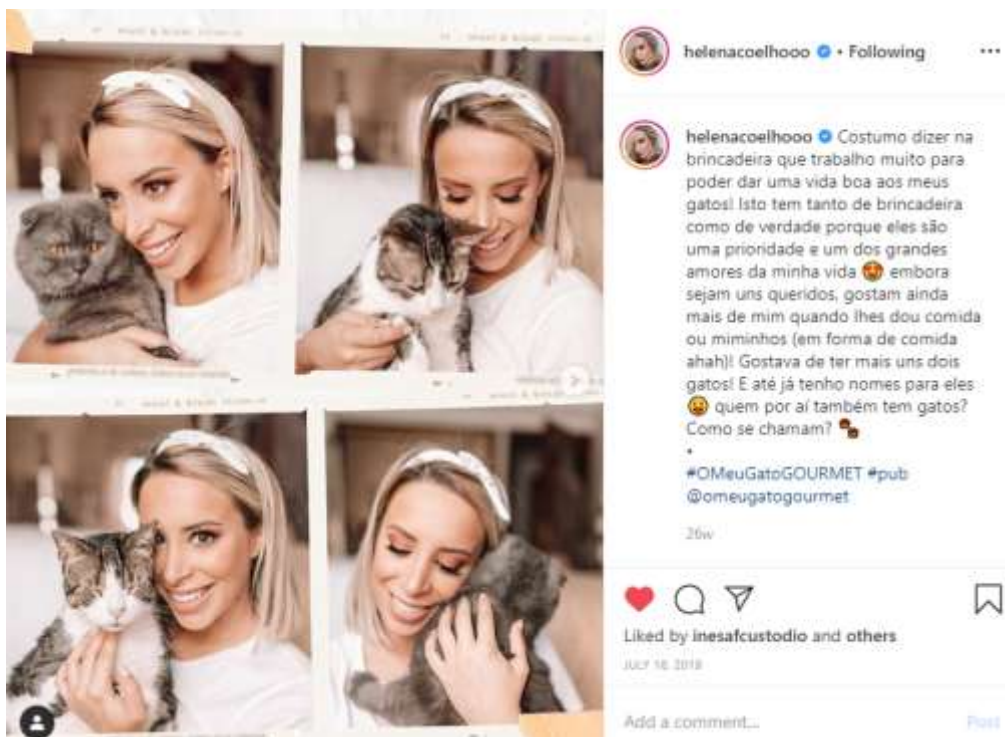 helenacoelhooo • Following
helenacoelhooo Costumo dizer na
brincadeira que trabalho muito para
poder dar uma vida boa aos meus
gatos! Isto tem tanto de brincadeira
como de verdade porque eles são
uma prioridade e um dos grandes
amores da minha vida 😍 embora
sejam uns queridos, gostam ainda
mais de mim quando lhes dou comida
ou miminhos (em forma de comida
ahah)! Gostava de ter mais uns dois
gatos! E até já tenho nomes para eles
😩 quem por aí também tem gatos?
Como se chamam?
•
#OMeuGatoGOURMET #pub
@omeugatogourmet
26w
Liked by inesafcustodio and others
Add a comment...
Post